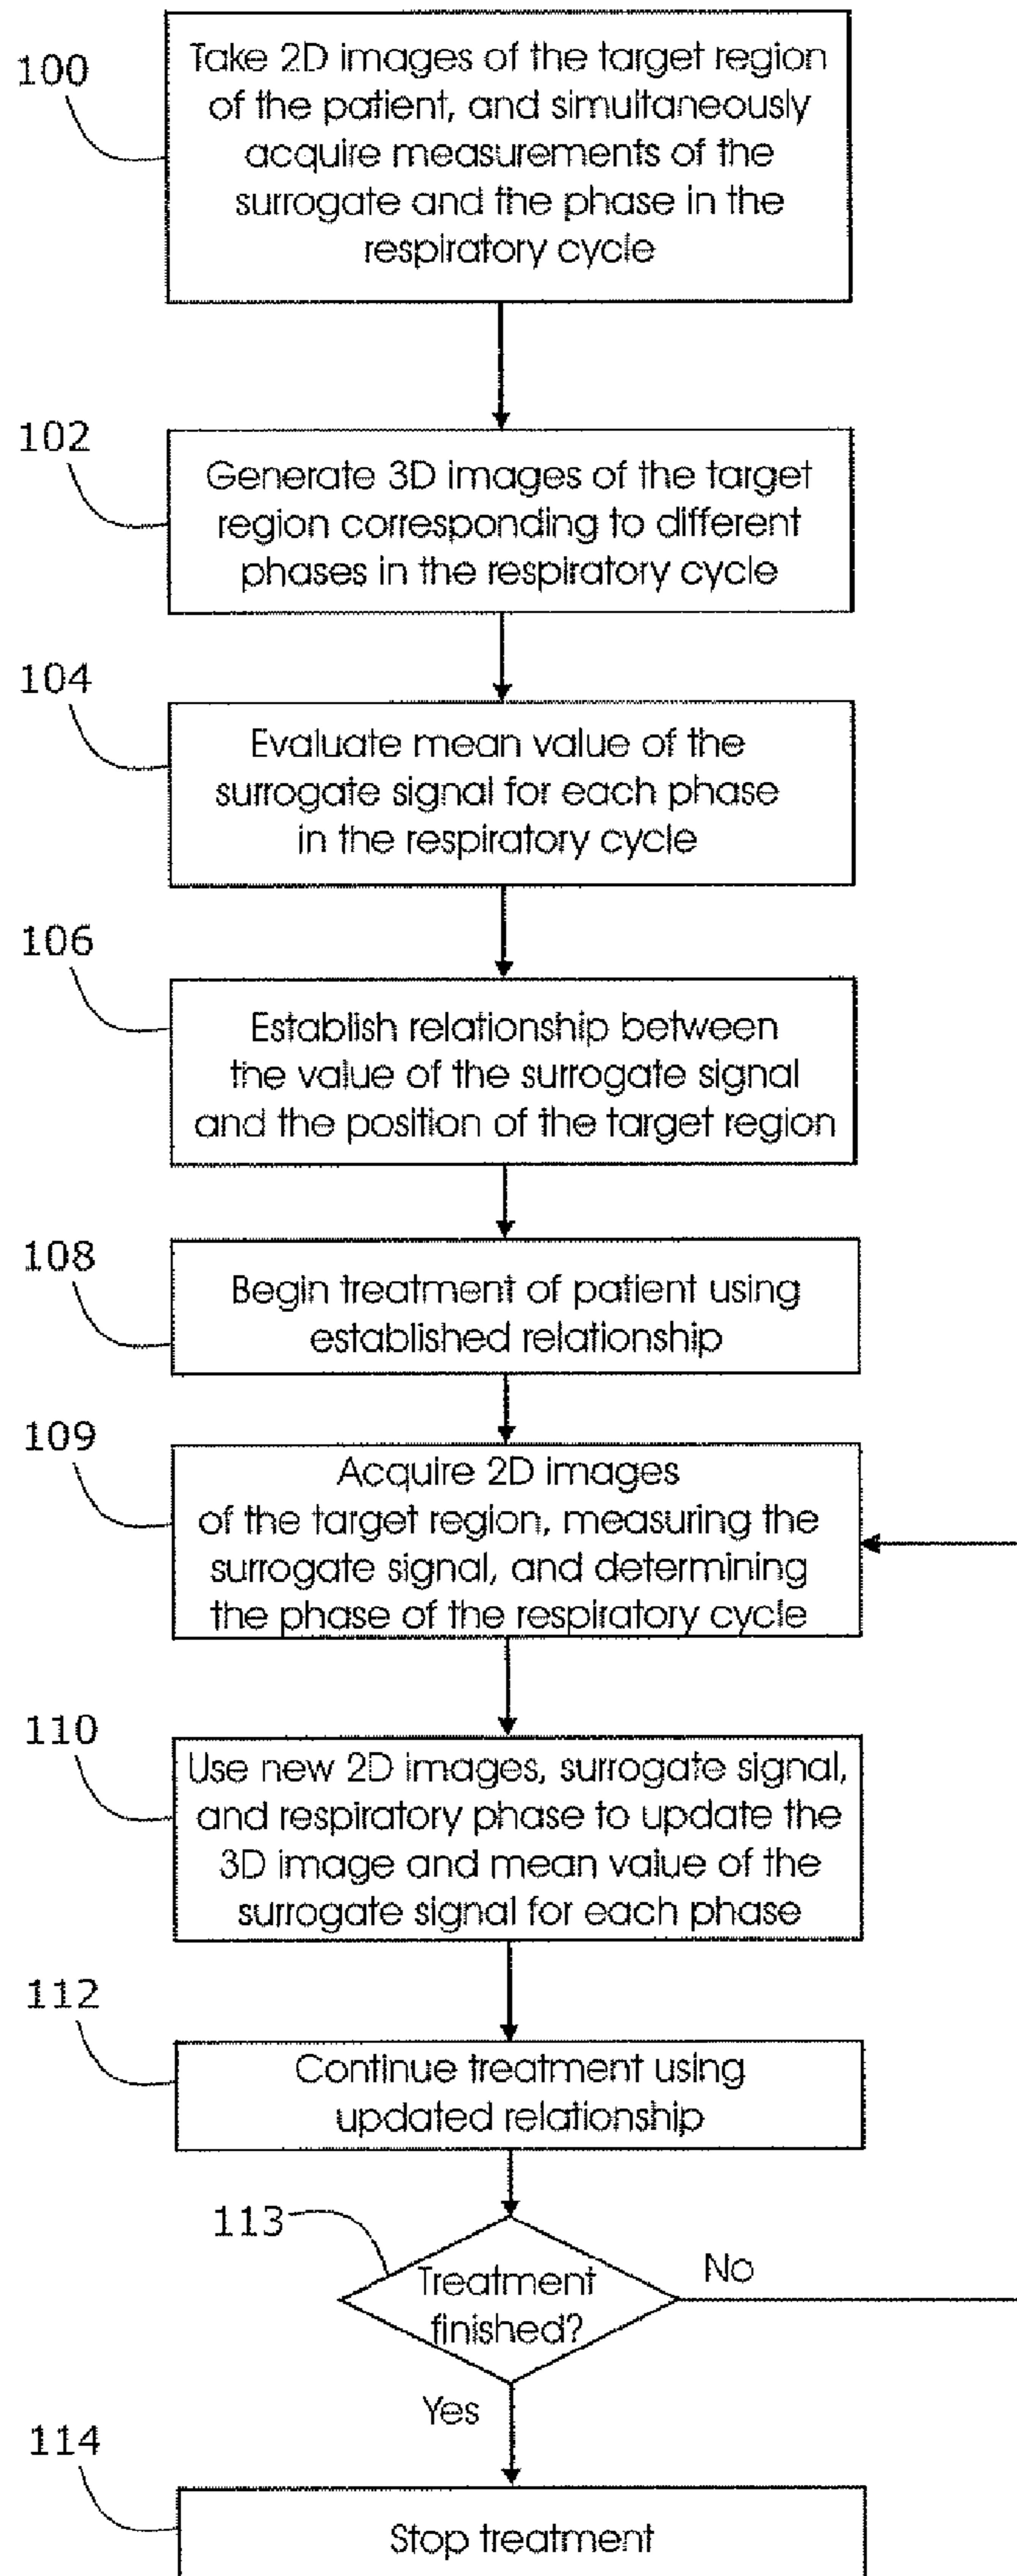 100
Take 2D images of the target region
of the patient, and simultaneously
acquire measurements of the
surrogate and the phase in the
respiratory cycle
102
Generate 3D images of the target
region corresponding to different
phases in the respiratory cycle
104
Evaluate mean value of the
surrogate signal for each phase
in the respiratory cycle
106
Establish relationship between
the value of the surrogate signal
and the position of the target region
108
Begin treatment of patient using
established relationship
109
Acquire 2D images
of the target region, measuring the
surrogate signal, and determining
the phase of the respiratory cycle
110
Use new 2D images, surrogate signal,
and respiratory phase to update the
3D image and mean value of the
surrogate signal for each phase
112
Continue treatment using
updated relationship
113
Treatment
finished?
No
Yes
114
Stop treatment